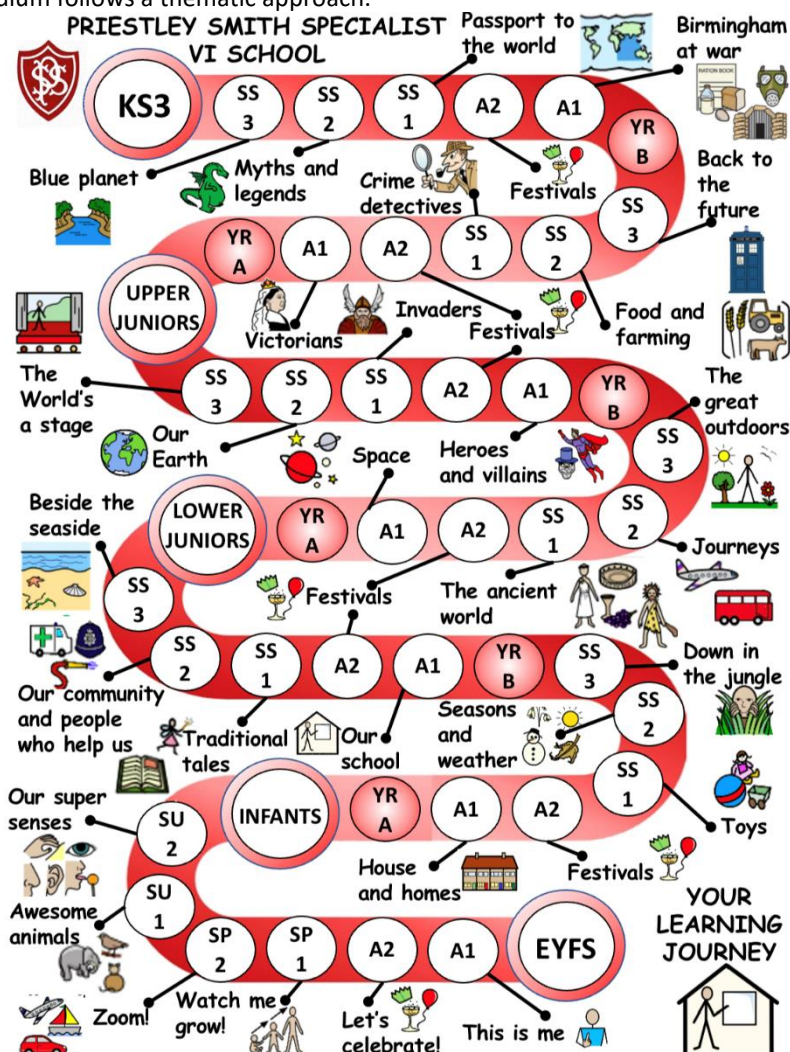 dium follows a thematic approach.
PRIESTLEY SMITH SPECIALIST
VI SCHOOL
Passport to
the world
Birmingham
at war
RATION BOOK
KS3
SS
3
SS
2
SS
1
A2
A1
YR
B
Blue planet
Myths and
legends
Crime
detectives
Festivals
Back to
the
future
SS
3
YR
A
A1
A2
SS
1
SS
2
UPPER
JUNIORS
Victorians
Invaders
Festivals
Food and
farming
The
World's
a stage
SS
3
SS
2
SS
1
A2
A1
YR
B
The
great
outdoors
SS
3
Our
Earth
Space
Heroes
and villains
Beside the
seaside
LOWER
JUNIORS
YR
A
A1
A2
SS
1
SS
2
Journeys
Festivals
The ancient
world
SS
3
SS
2
SS
1
A2
A1
YR
B
SS
3
Down in
the jungle
Our community
and people
who help us
Traditional
tales
Our
school
Seasons
and
weather
SS
2
SS
1
Toys
Our super
senses
SU
2
INFANTS
YR
A
A1
A2
House
and homes
Festivals
Awesome
animals
SU
1
SP
2
SP
1
A2
A1
EYFS
YOUR
LEARNING
JOURNEY
Zoom!
Watch me
grow!
Let's
celebrate!
This is me